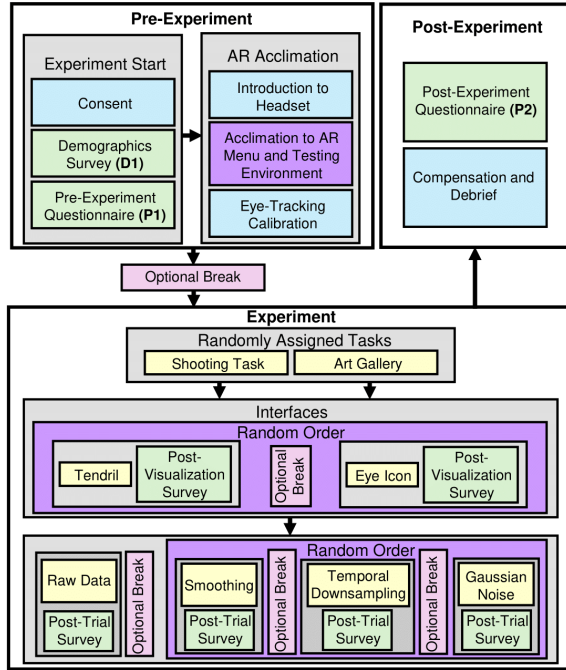 Pre-Experiment
Experiment Start
Consent
Demographics
Survey (D1)
Pre-Experiment
Questionnaire (P1)
AR Acclimation
Introduction to
Headset
Acclimation to AR
Menu and Testing
Environment
Eye-Tracking
Calibration
Post-Experiment
Post-Experiment
Questionnaire (P2)
Compensation and
Debrief
Optional Break
Experiment
Randomly Assigned Tasks
Shooting Task
Art Gallery
Interfaces
Random Order
Tendril
Post-
Visualization
Survey
Optional
Break
Eye Icon
Post-
Visualization
Survey
Raw Data
Post-Trial
Survey
Optional Break
Random Order
Smoothing
Post-Trial
Survey
Optional Break
Temporal
Downsampling
Post-Trial
Survey
Optional Break
Gaussian
Noise
Post-Trial
Survey